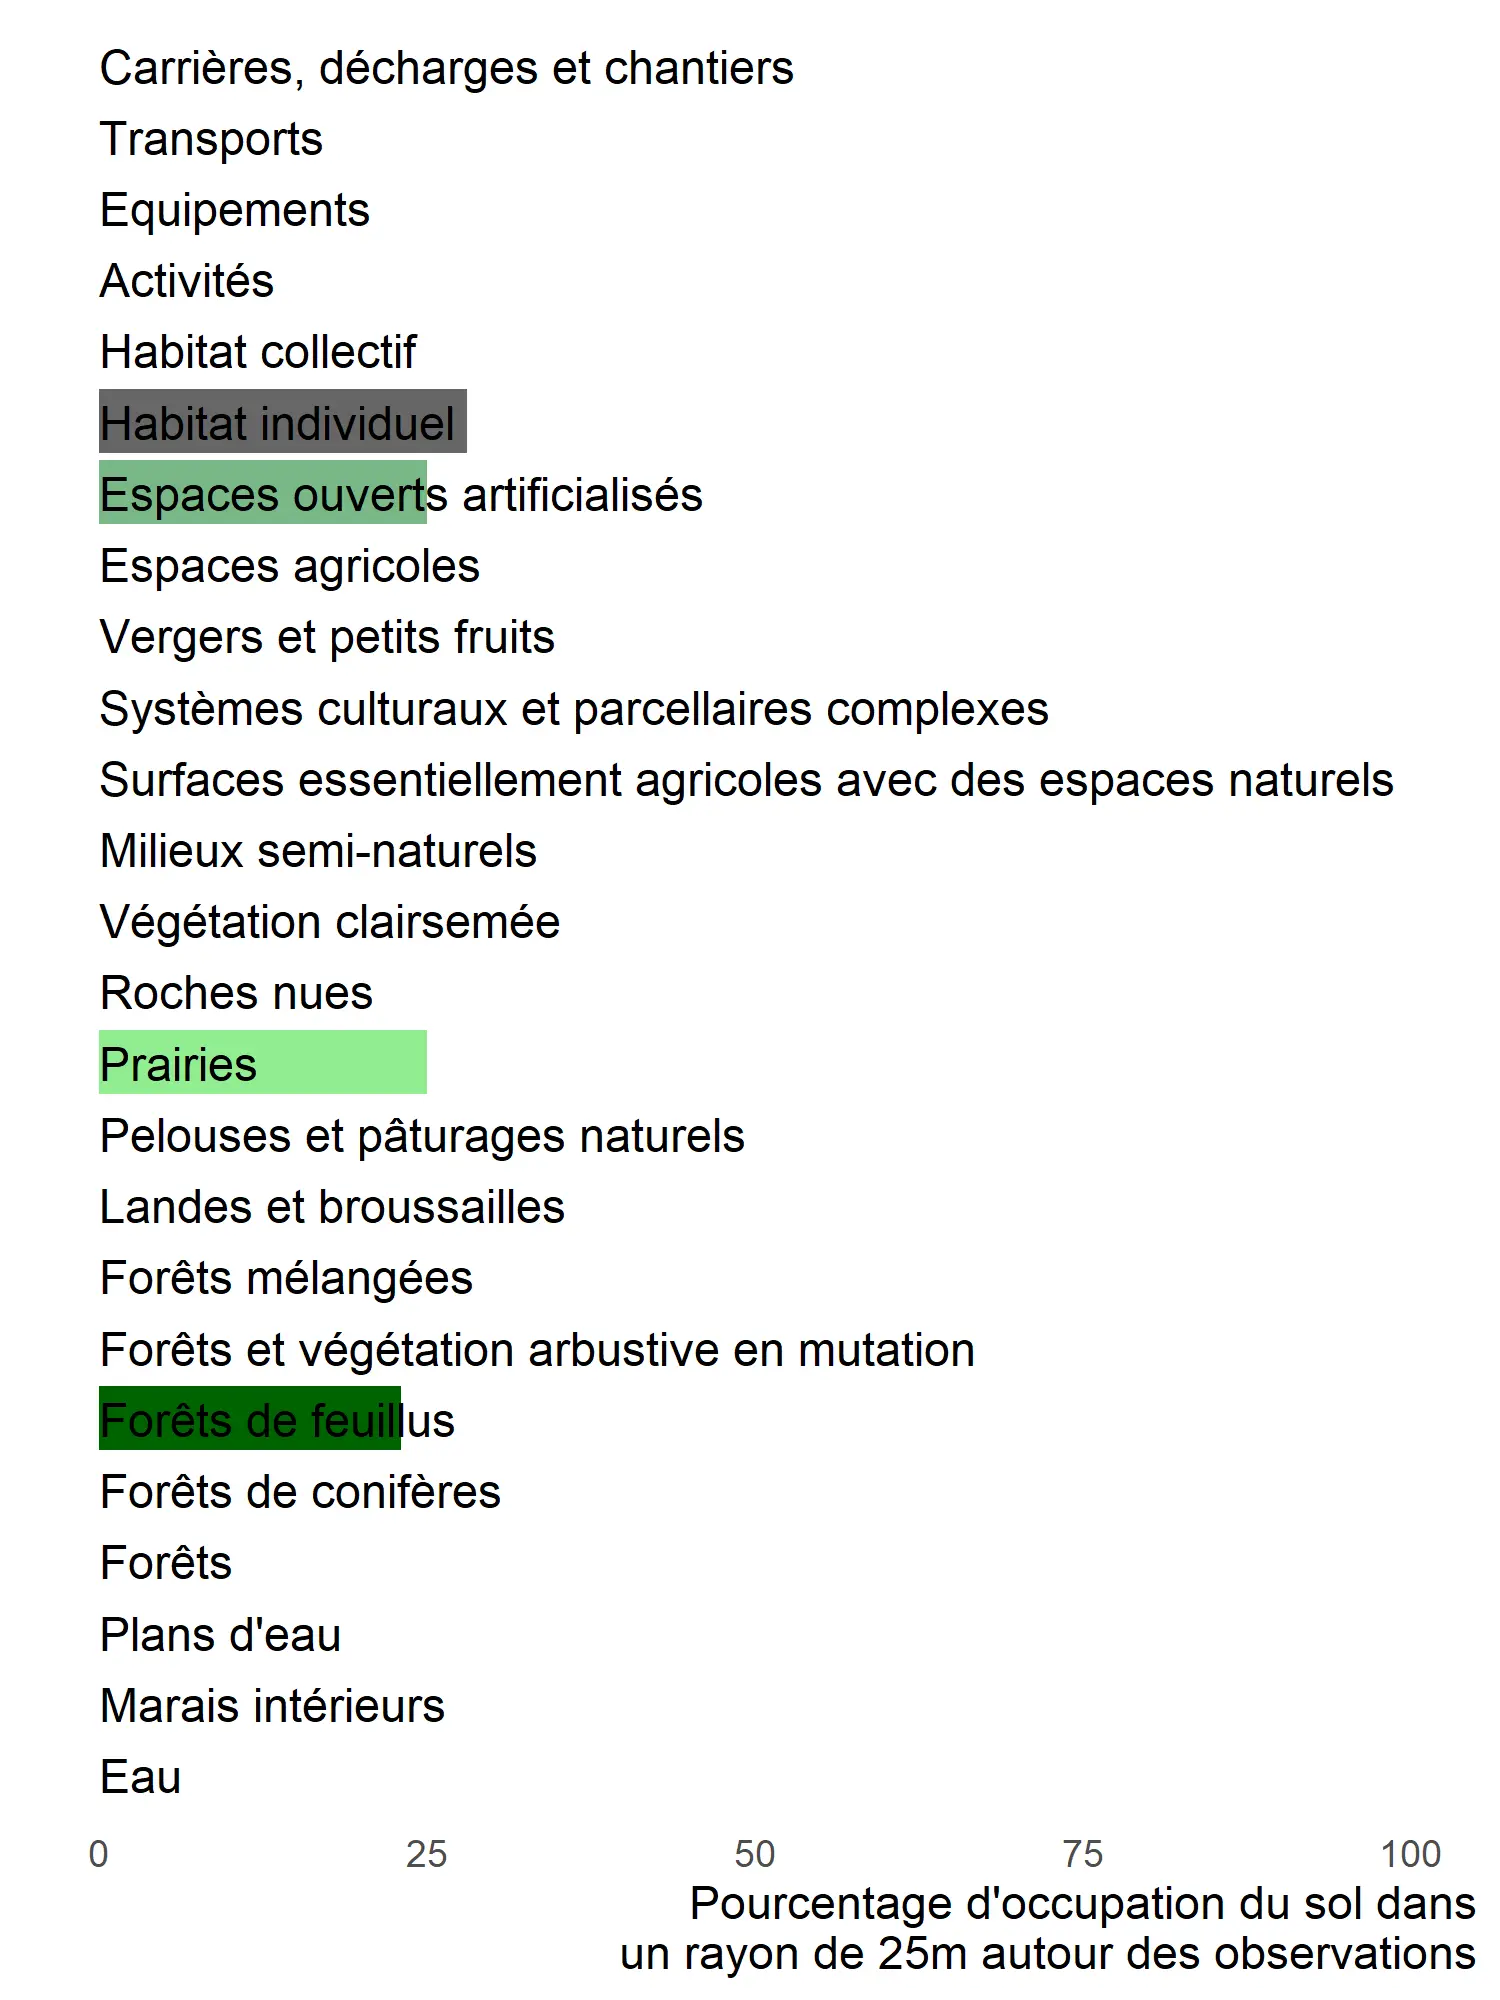 Carrières, décharges et chantiers
Transports
Equipements
Activités
Habitat collectif
Habitat individuel
Espaces ouverts artificialisés
Espaces agricoles
Vergers et petits fruits
Systèmes culturaux et parcellaires complexes
Surfaces essentiellement agricoles avec des espaces naturels
Milieux semi-naturels
Végétation clairsemée
Roches nues
Prairies
Pelouses et pâturages naturels
Landes et broussailles
Forêts mélangées
Forêts et végétation arbustive en mutation
Forêts de feuillus
Forêts de conifères
Forêts
Plans d'eau
Marais intérieurs
Eau
0 25 50 75 100
Pourcentage d'occupation du sol dans
un rayon de 25m autour des observations